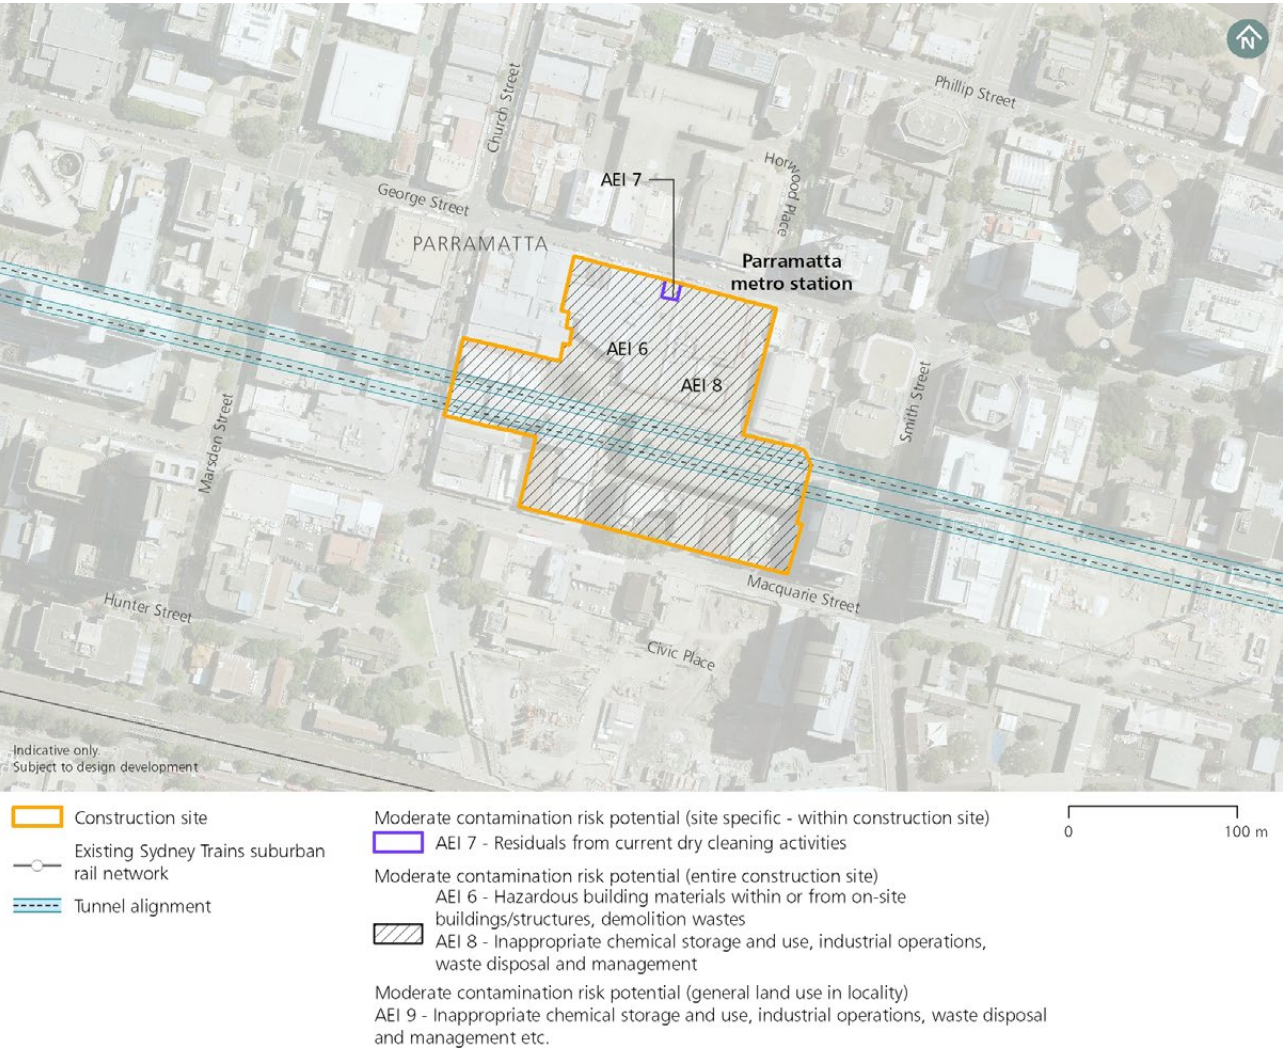 N
Phillip Street
Church Street
Horwood Place
AEI 7
George Street
PARRAMATTA
Parramatta
metro station
AEI 6
AEI 8
Smith Street
Marsden Street
Macquarie Street
Hunter Street
Civic Place
Indicative only.
Subject to design development
Construction site
Existing Sydney Trains suburban
rail network
Tunnel alignment
Moderate contamination risk potential (site specific - within construction site)
AEI 7 - Residuals from current dry cleaning activities
Moderate contamination risk potential (entire construction site)
AEI 6 - Hazardous building materials within or from on-site
buildings/structures, demolition wastes
AEI 8 - Inappropriate chemical storage and use, industrial operations,
waste disposal and management
Moderate contamination risk potential (general land use in locality)
AEI 9 - Inappropriate chemical storage and use, industrial operations, waste disposal
and management etc.
0 100 m